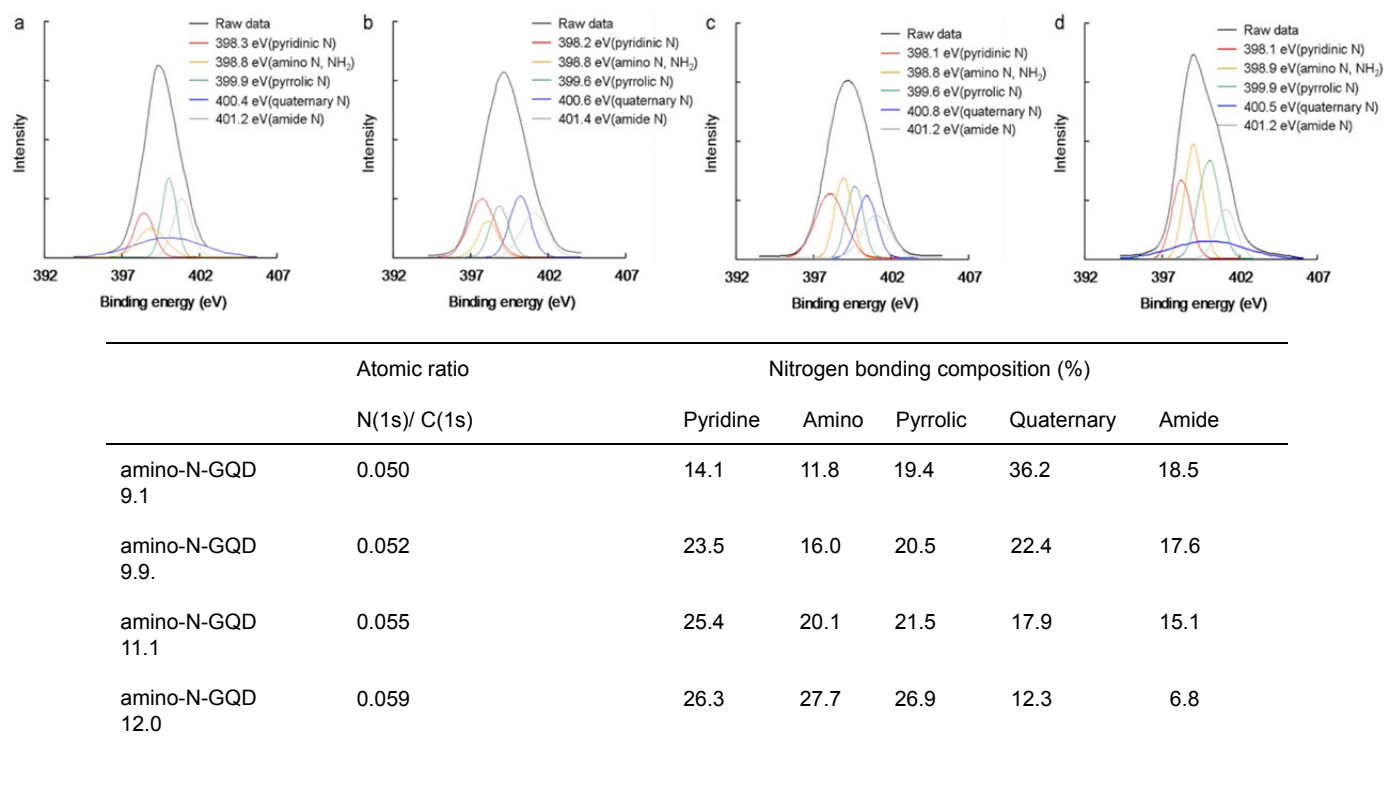 a
Raw data
398.3 eV(pyridinic N)
398.8 eV(amino N, NH2)
399.9 eV(pyrrolic N)
400.4 eV(quaternary N)
401.2 eV(amide N)
Intensity
392 397 402 407
Binding energy (eV)
b
Raw data
398.2 eV(pyridinic N)
398.8 eV(amino N, NH2)
399.6 eV(pyrrolic N)
400.6 eV(quaternary N)
401.4 eV(amide N)
Intensity
392 397 402 407
Binding energy (eV)
c
Raw data
398.1 eV(pyridinic N)
398.8 eV(amino N, NH2)
399.6 eV(pyrrolic N)
400.8 eV(quaternary N)
401.2 eV(amide N)
Intensity
392 397 402 407
Binding energy (eV)
d
Raw data
398.1 eV(pyridinic N)
398.9 eV(amino N, NH2)
399.9 eV(pyrrolic N)
400.5 eV(quaternary N)
401.2 eV(amide N)
Intensity
392 397 402 407
Binding energy (eV)
Atomic ratio Nitrogen bonding composition (%)
N(1s)/ C(1s) Pyridine Amino Pyrrolic Quaternary Amide
amino-N-GQD 0.050 14.1 11.8 19.4 36.2 18.5
9.1
amino-N-GQD 0.052 23.5 16.0 20.5 22.4 17.6
9.9.
amino-N-GQD 0.055 25.4 20.1 21.5 17.9 15.1
11.1
amino-N-GQD 0.059 26.3 27.7 26.9 12.3 6.8
12.0